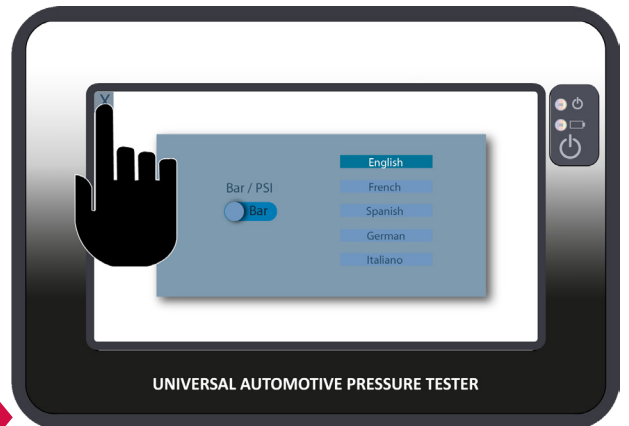 X
English
Bar / PSI
French
Bar
Spanish
German
Italiano
UNIVERSAL AUTOMOTIVE PRESSURE TESTER